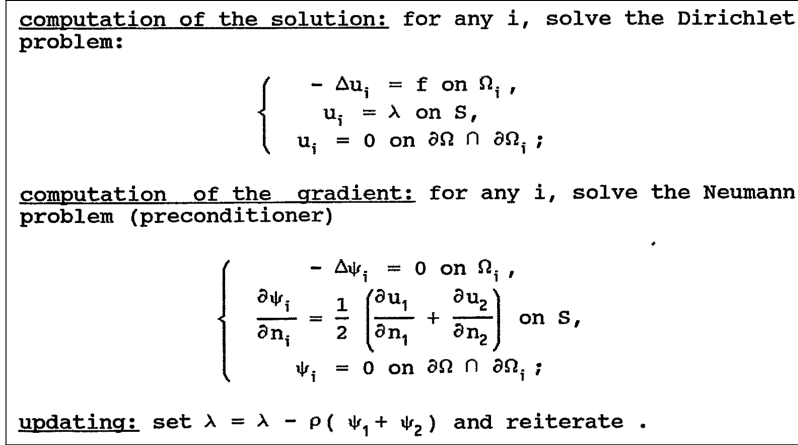 computation of the solution: for any i, solve the Dirichlet
problem:
- Δu_i = f on Ω_i ,
u_i = λ on S,
u_i = 0 on ∂Ω ∩ ∂Ω_i ;
computation of the gradient: for any i, solve the Neumann
problem (preconditioner)
- Δψ_i = 0 on Ω_i ,
∂ψ_i/∂n_i = 1/2 (∂u_1/∂n_1 + ∂u_2/∂n_2) on S,
ψ_i = 0 on ∂Ω ∩ ∂Ω_i ;
updating: set λ = λ - ρ( ψ_1 + ψ_2) and reiterate .